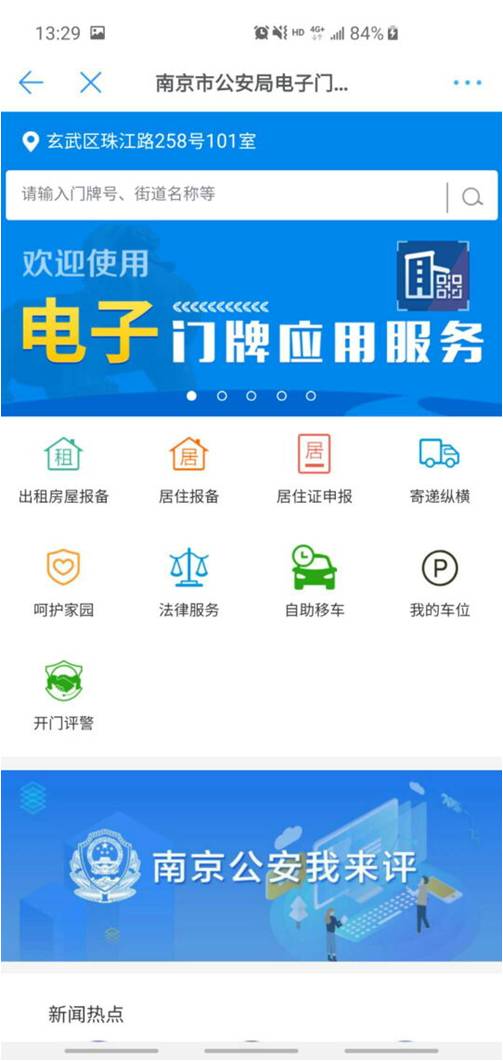 13:29 HD 4G+ 84%
南京市公安局电子门...
玄武区珠江路258号101室
请输入门牌号、街道名称等
欢迎使用
电子门牌应用服务
租 居 居
出租房屋报备 居住报备 居住证申报 寄递纵横
P
呵护家园 法律服务 自助移车 我的车位
开门评警
南京公安我来评
新闻热点